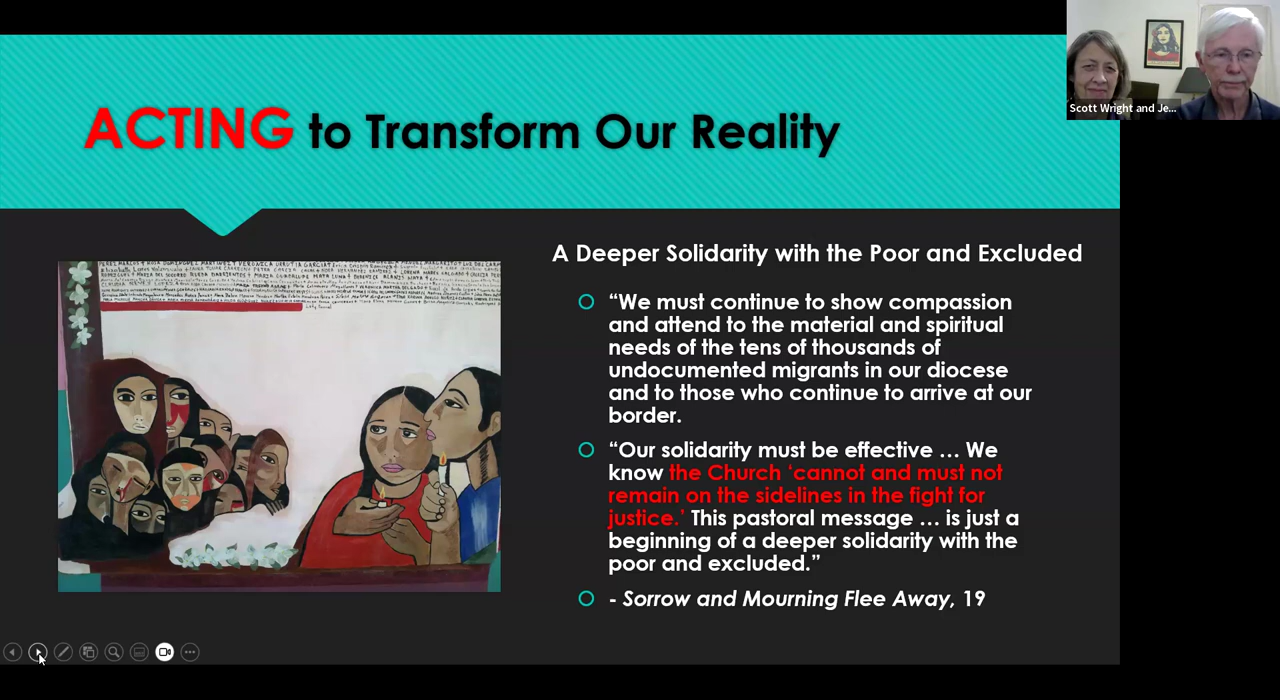 Scott Wright and Je...
ACTING to Transform Our Reality
A Deeper Solidarity with the Poor and Excluded
“We must continue to show compassion
and attend to the material and spiritual
needs of the tens of thousands of
undocumented migrants in our diocese
and to those who continue to arrive at our
border.
“Our solidarity must be effective … We
know the Church ‘cannot and must not
remain on the sidelines in the fight for
justice.’ This pastoral message … is just a
beginning of a deeper solidarity with the
poor and excluded.”
- Sorrow and Mourning Flee Away, 19